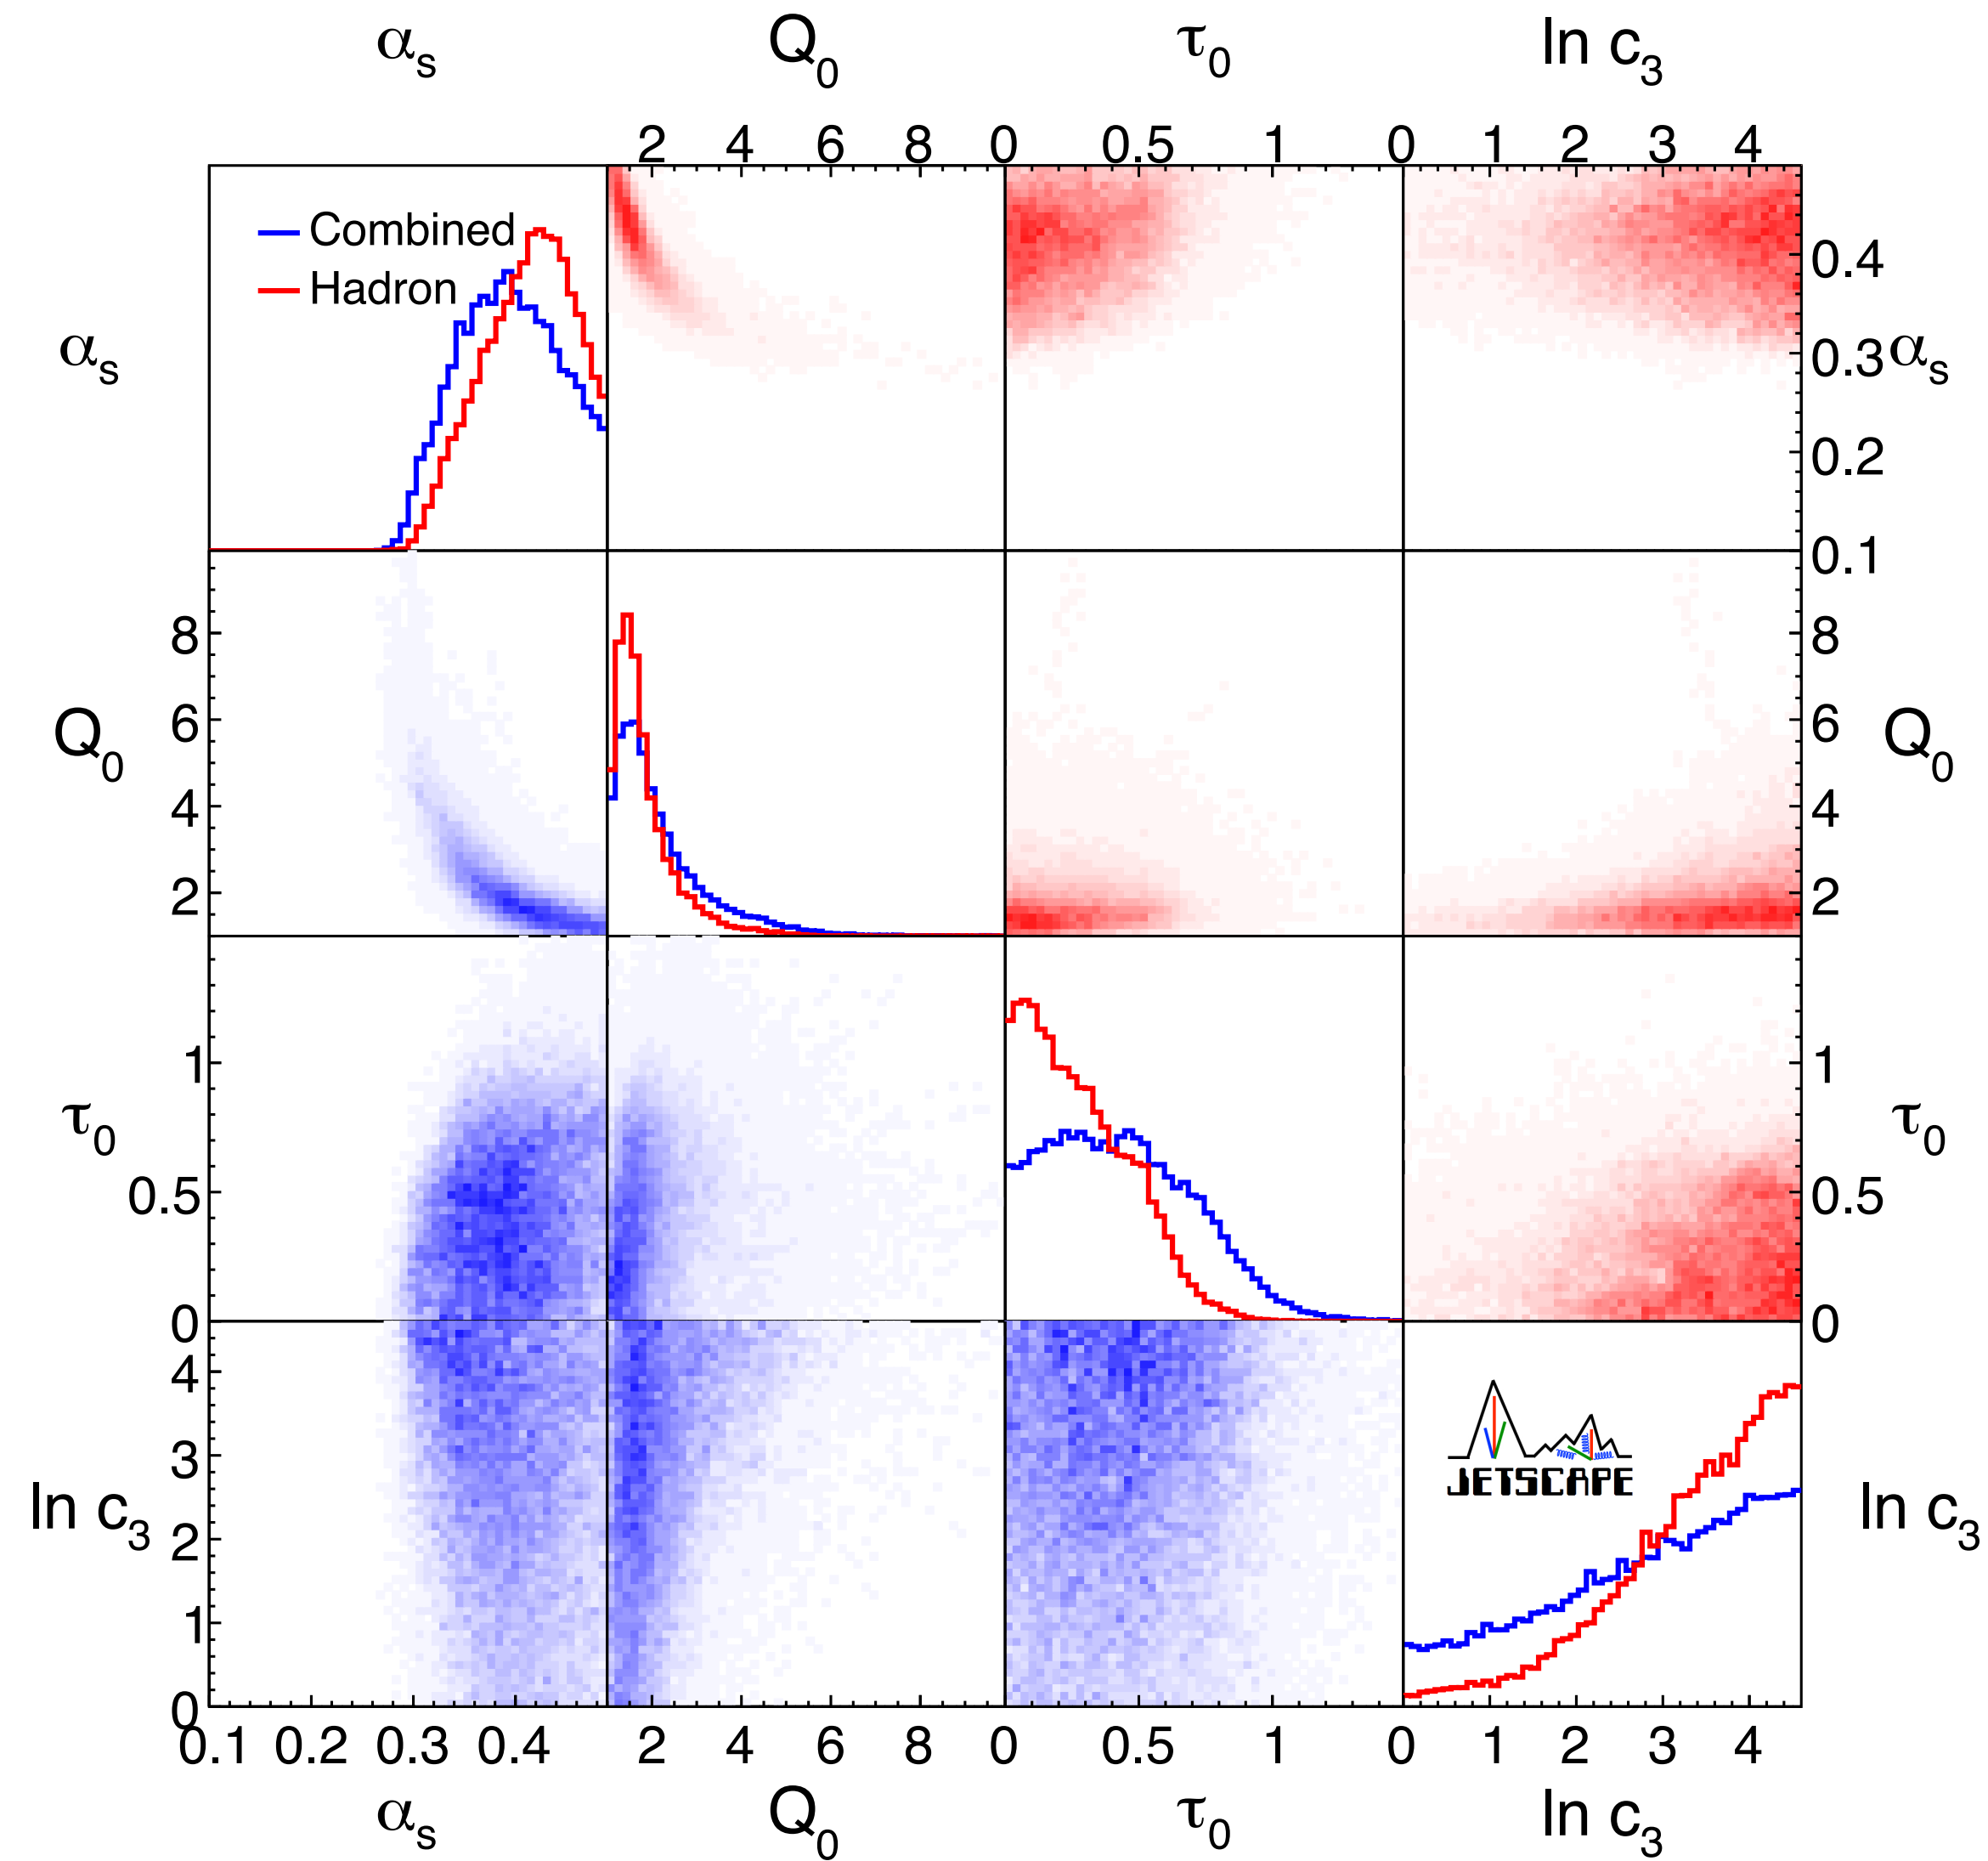 αs Q0 τ0 ln c3
2 4 6 8 0 0.5 1 0 1 2 3 4
Combined
Hadron
αs
0.4
0.3 αs
0.2
0.1
8 8
Q0 6 6 Q0
4 4
2 2
1 1
τ0 τ0
0.5 0.5
0 0
4
JETSCAPE
3
ln c3 ln c3
2
1
0
0.1 0.2 0.3 0.4 2 4 6 8 0 0.5 1 0 1 2 3 4
αs Q0 τ0 ln c3